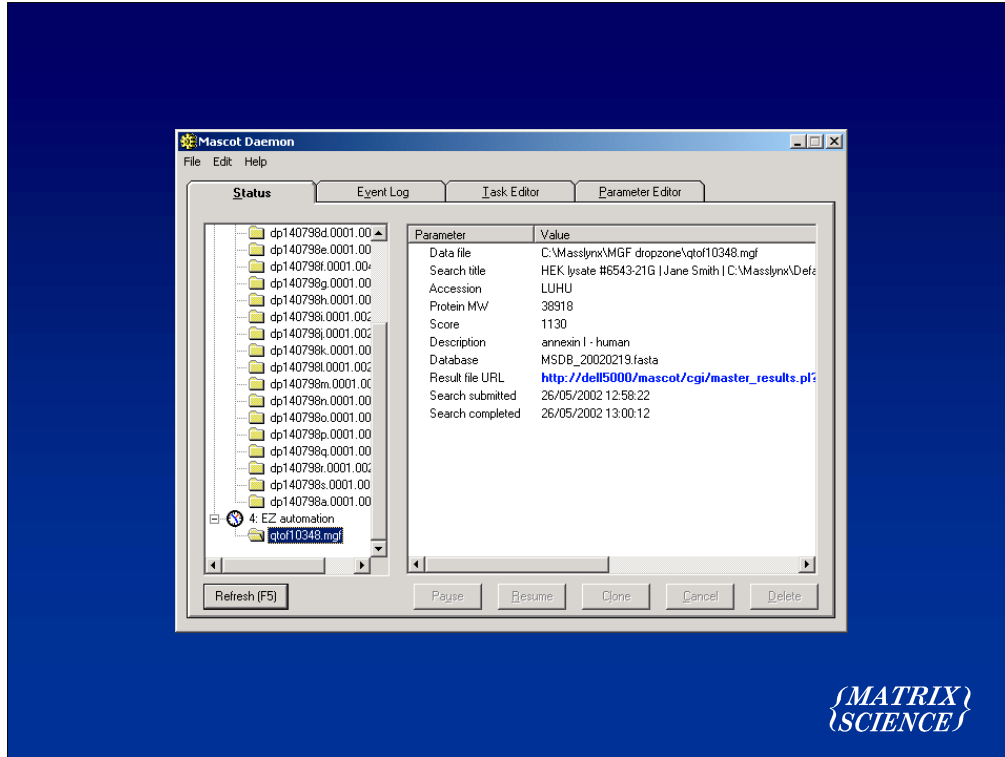 Mascot Daemon
File Edit Help
Status Event Log Task Editor Parameter Editor
dp140798d.0001.00
dp140798e.0001.00
dp140798f.0001.004
dp140798g.0001.00
dp140798h.0001.00
dp140798i.0001.002
dp140798j.0001.002
dp140798k.0001.00
dp140798l.0001.002
dp140798m.0001.00
dp140798n.0001.00
dp140798o.0001.00
dp140798p.0001.00
dp140798q.0001.00
dp140798r.0001.002
dp140798s.0001.00
dp140798a.0001.00
4: EZ automation
qtof10348.mgf
Parameter Value
Data file C:\Masslynx\MGF dropzone\qtof10348.mgf
Search title HEK lysate #6543-21G | Jane Smith | C:\Masslynx\Defa
Accession LUHU
Protein MW 38918
Score 1130
Description annexin I - human
Database MSDB_20020219.fasta
Result file URL http://dell5000/mascot/cgi/master_results.pl?
Search submitted 26/05/2002 12:58:22
Search completed 26/05/2002 13:00:12
Refresh (F5) Pause Resume Clone Cancel Delete
{MATRIX}
{SCIENCE}